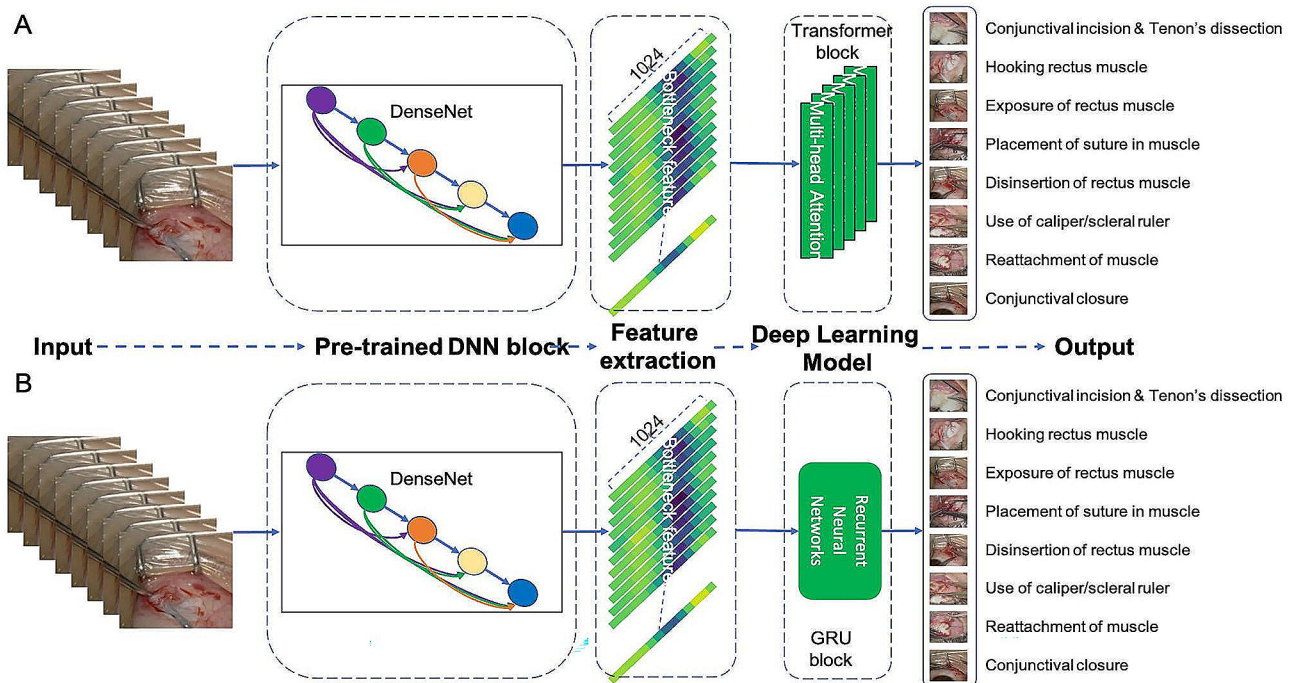 A
DenseNet
1024
Bottleneck feature
Transformer
block
Multi-head Attention
Conjunctival incision & Tenon's dissection
Hooking rectus muscle
Exposure of rectus muscle
Placement of suture in muscle
Disinsertion of rectus muscle
Use of caliper/scleral ruler
Reattachment of muscle
Conjunctival closure
Input
Pre-trained DNN block
Feature
extraction
Deep Learning
Model
Output
B
DenseNet
1024
Bottleneck feature
Recurrent
Neural
Networks
GRU
block
Conjunctival incision & Tenon's dissection
Hooking rectus muscle
Exposure of rectus muscle
Placement of suture in muscle
Disinsertion of rectus muscle
Use of caliper/scleral ruler
Reattachment of muscle
Conjunctival closure